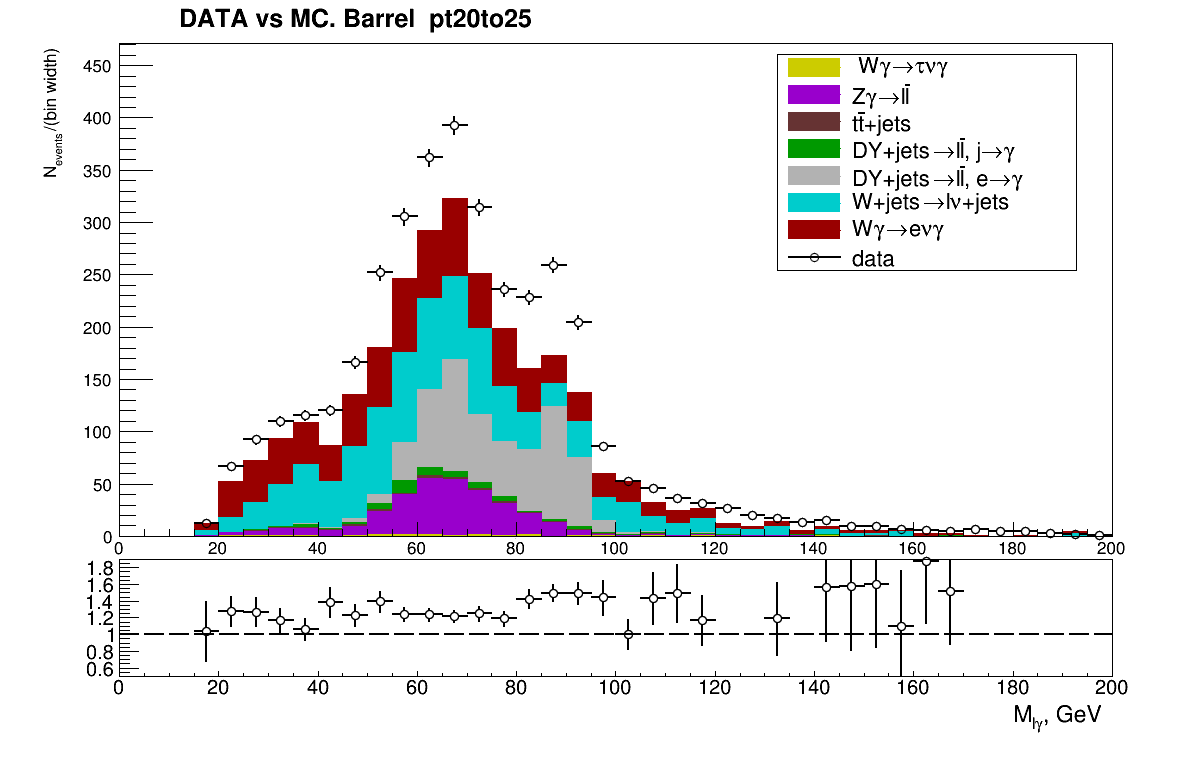 DATA vs MC. Barrel pt20to25
N_events/(bin width)
450
400
350
300
250
200
150
100
50
0
0 20 40 60 80 100 120 140 160 180 200
Wγ→τνγ
Zγ→ll̄
tt̄+jets
DY+jets→ll̄, j→γ
DY+jets→ll̄, e→γ
W+jets→lν+jets
Wγ→eνγ
data
1.8
1.6
1.4
1.2
1
0.8
0.6
0 20 40 60 80 100 120 140 160 180 200
M_lγ, GeV